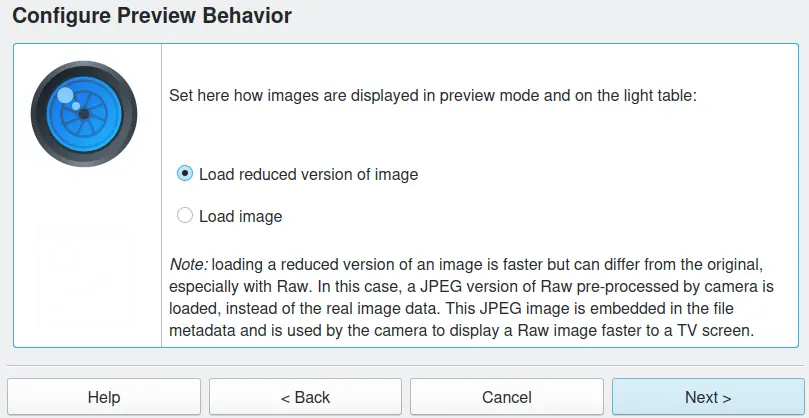 Configure Preview Behavior
Set here how images are displayed in preview mode and on the light table:
Load reduced version of image
Load image
Note: loading a reduced version of an image is faster but can differ from the original,
especially with Raw. In this case, a JPEG version of Raw pre-processed by camera is
loaded, instead of the real image data. This JPEG image is embedded in the file
metadata and is used by the camera to display a Raw image faster to a TV screen.
Help
< Back
Cancel
Next >